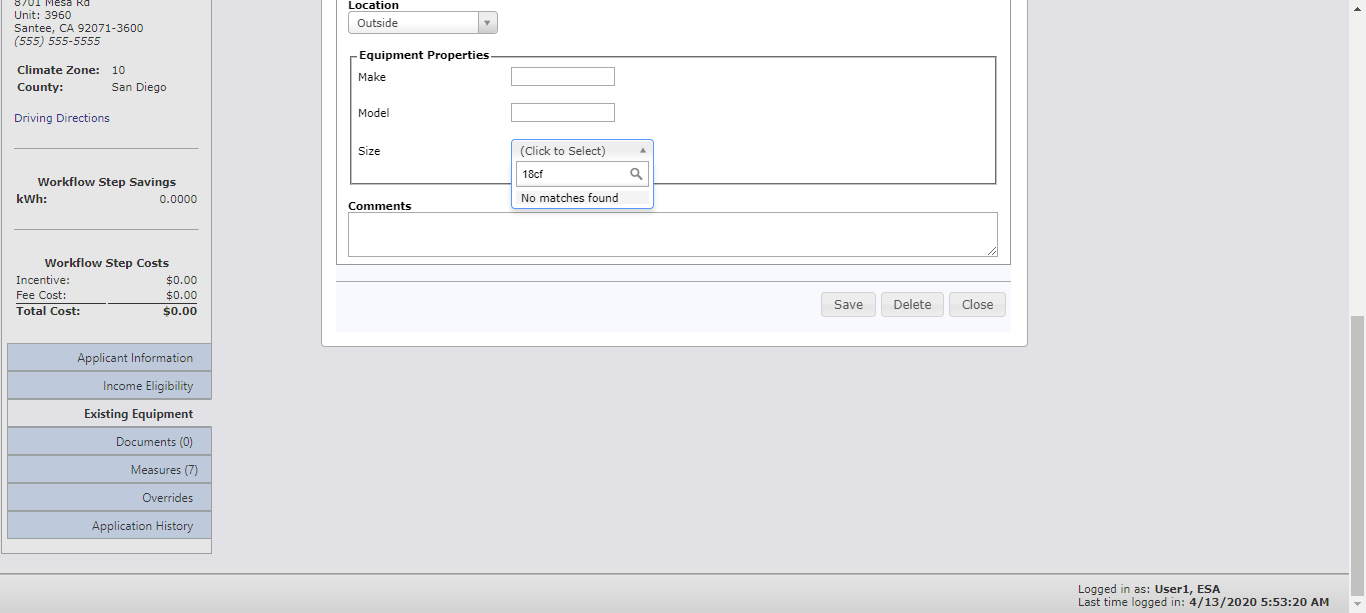 8701 Mesa Rd
Unit: 3960
Santee, CA 92071-3600
(555) 555-5555
Climate Zone: 10
County: San Diego
Driving Directions
Workflow Step Savings
kWh: 0.0000
Workflow Step Costs
Incentive: $0.00
Fee Cost: $0.00
Total Cost: $0.00
Applicant Information
Income Eligibility
Existing Equipment
Documents (0)
Measures (7)
Overrides
Application History
Location
Outside
Equipment Properties
Make
Model
Size (Click to Select)
18cf
No matches found
Comments
Save Delete Close
Logged in as: User1, ESA
Last time logged in: 4/13/2020 5:53:20 AM